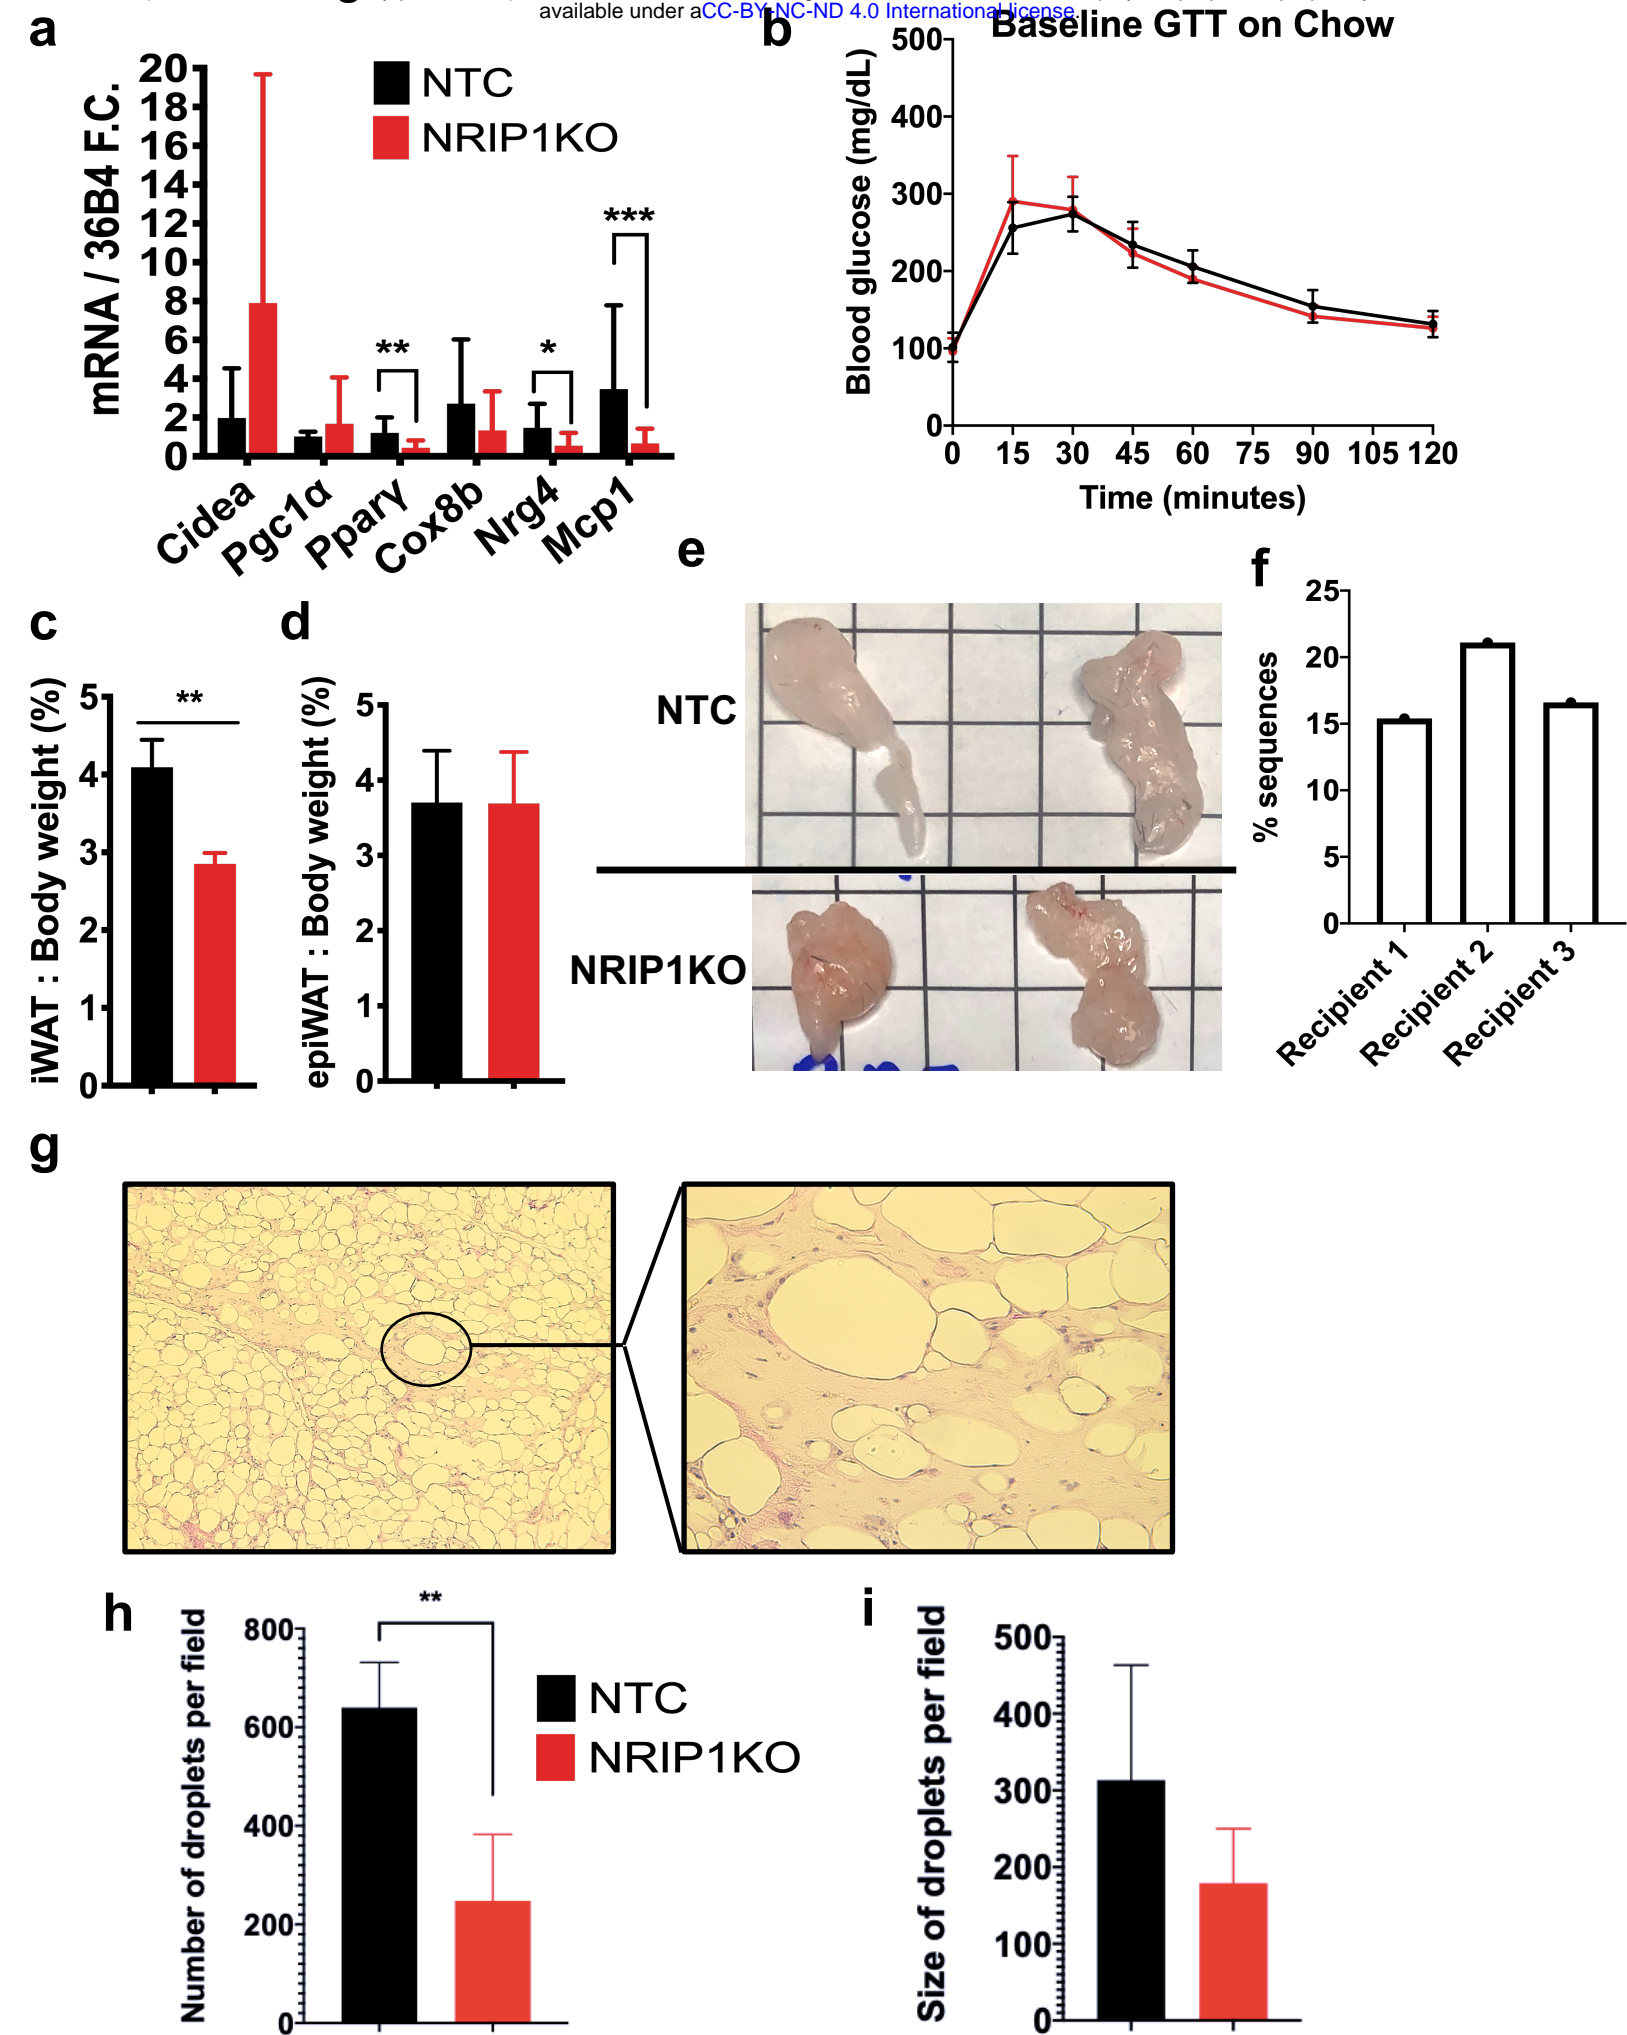 available under aCC-BY-NC-ND 4.0 International license.
a
mRNA / 36B4 F.C.
20
18
16
14
12
10
8
6
4
2
0
NTC
NRIP1KO
**
*
***
Cidea
Pgc1α
Pparγ
Cox8b
Nrg4
Mcp1
b
Baseline GTT on Chow
Blood glucose (mg/dL)
500
400
300
200
100
0
0 15 30 45 60 75 90 105 120
Time (minutes)
c
iWAT : Body weight (%)
5
4
3
2
1
0
**
d
epiWAT : Body weight (%)
5
4
3
2
1
0
e
NTC
NRIP1KO
f
% sequences
25
20
15
10
5
0
Recipient 1
Recipient 2
Recipient 3
g
h
Number of droplets per field
800
600
400
200
0
**
NTC
NRIP1KO
i
Size of droplets per field
500
400
300
200
100
0